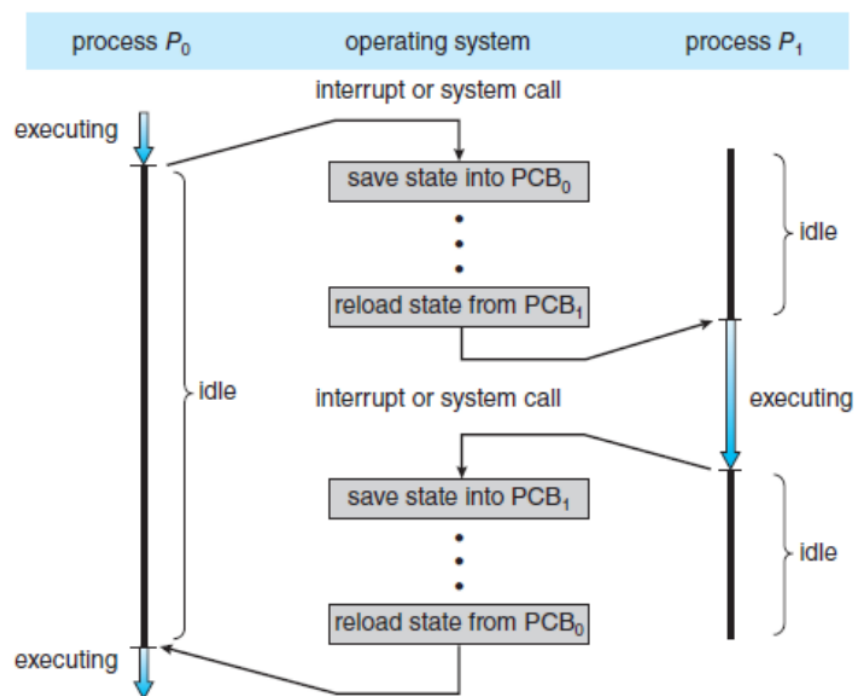 process P₀ operating system process P₁
interrupt or system call
executing
save state into PCB₀
idle
reload state from PCB₁
idle
interrupt or system call
executing
save state into PCB₁
idle
reload state from PCB₀
executing